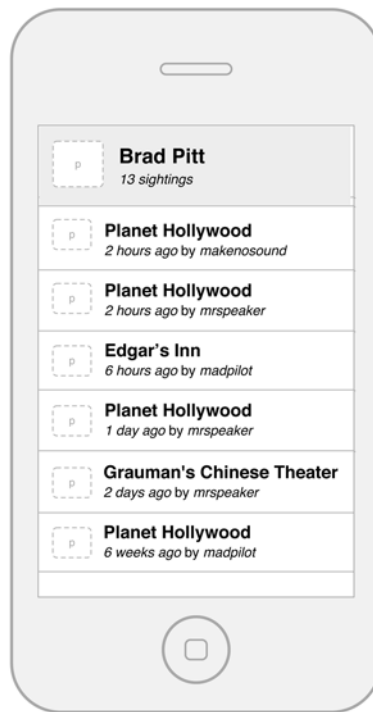 p
Brad Pitt
13 sightings
p
Planet Hollywood
2 hours ago by makenosound
p
Planet Hollywood
2 hours ago by mrspeaker
p
Edgar's Inn
6 hours ago by madpilot
p
Planet Hollywood
1 day ago by mrspeaker
p
Grauman's Chinese Theater
2 days ago by mrspeaker
p
Planet Hollywood
6 weeks ago by madpilot